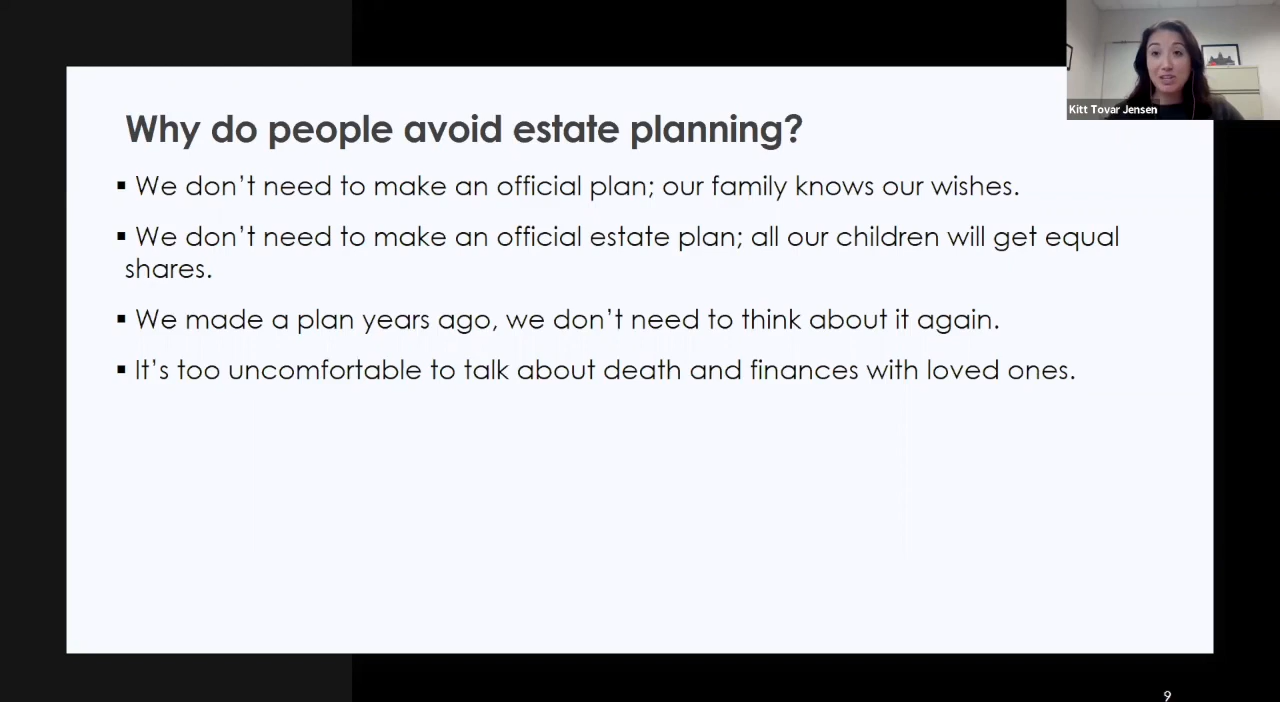 Kitt Tovar Jensen
Why do people avoid estate planning?
▪ We don’t need to make an official plan; our family knows our wishes.
▪ We don’t need to make an official estate plan; all our children will get equal
shares.
▪ We made a plan years ago, we don’t need to think about it again.
▪ It’s too uncomfortable to talk about death and finances with loved ones.
9